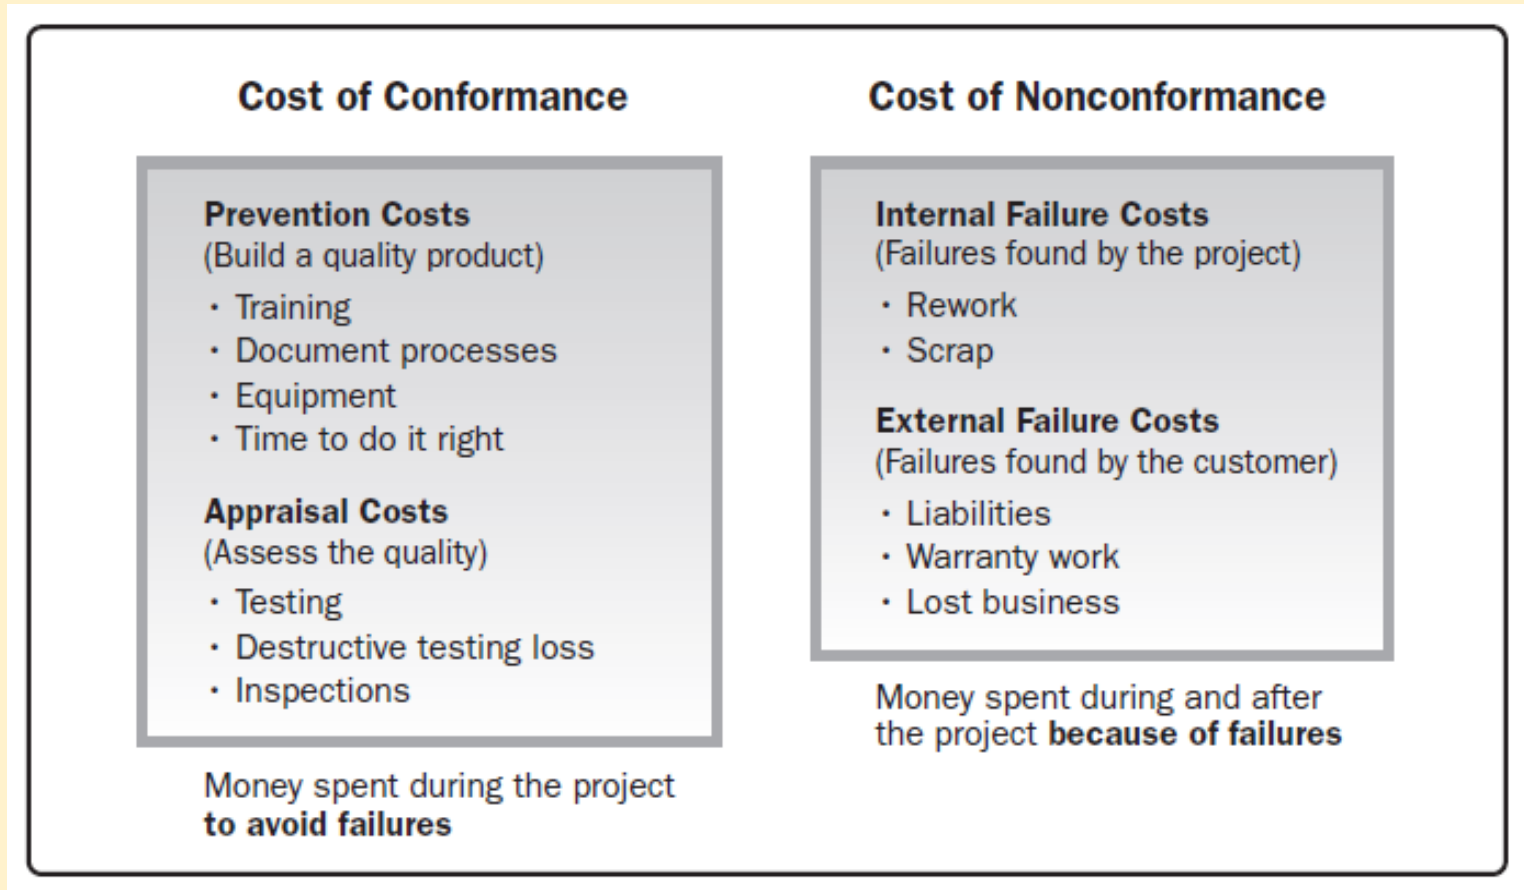 Cost of Conformance
Prevention Costs
(Build a quality product)
· Training
· Document processes
· Equipment
· Time to do it right
Appraisal Costs
(Assess the quality)
· Testing
· Destructive testing loss
· Inspections
Money spent during the project
to avoid failures
Cost of Nonconformance
Internal Failure Costs
(Failures found by the project)
· Rework
· Scrap
External Failure Costs
(Failures found by the customer)
· Liabilities
· Warranty work
· Lost business
Money spent during and after
the project because of failures